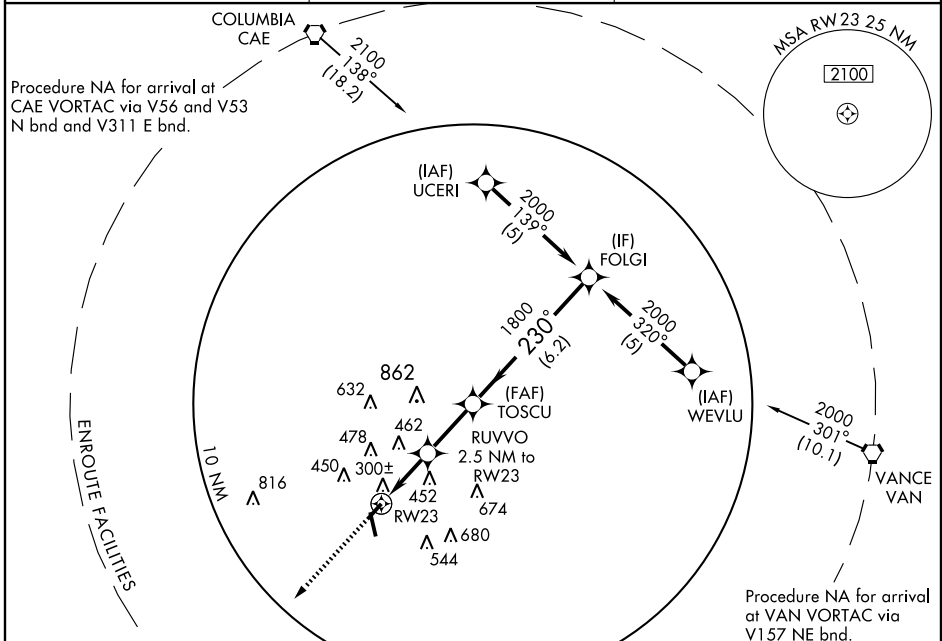 COLUMBIA
CAE
2100
138°
(18.2)
MSA RW23 25 NM
2100
Procedure NA for arrival at
CAE VORTAC via V56 and V53
N bnd and V311 E bnd.
(IAF)
UCERI
2000
139°
(5)
(IF)
FOLGI
1800
230°
(6.2)
2000
320°
(5)
(IAF)
WEVLU
2000
301°
(10.1)
VANCE
VAN
(FAF)
TOSCU
RUVVO
2.5 NM to
RW23
862
632
462
478
450
300±
452
674
816
RW23
680
544
10 NM
ENROUTE FACILITIES
Procedure NA for arrival
at VAN VORTAC via
V157 NE bnd.